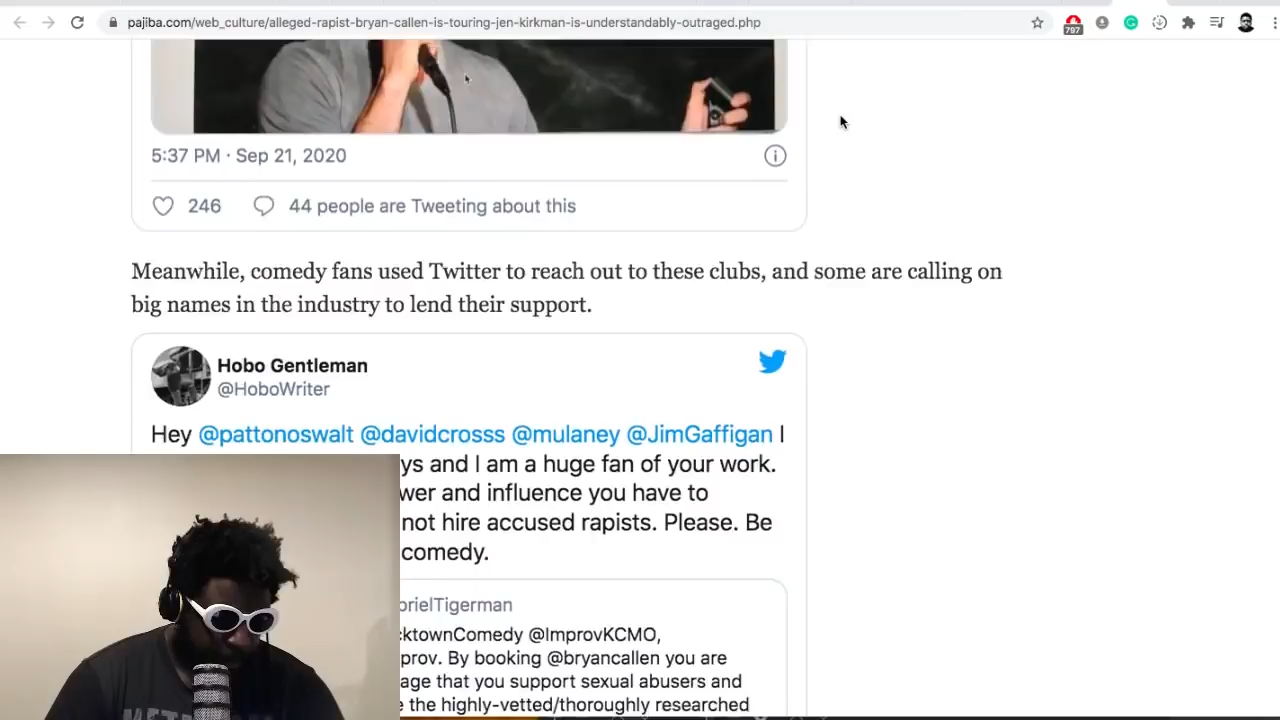 pajiba.com/web_culture/alleged-rapist-bryan-callen-is-touring-jen-kirkman-is-understandably-outraged.php
797
5:37 PM · Sep 21, 2020
246 44 people are Tweeting about this
Meanwhile, comedy fans used Twitter to reach out to these clubs, and some are calling on
big names in the industry to lend their support.
Hobo Gentleman
@HoboWriter
Hey @pattonoswalt @davidcrosss @mulaney @JimGaffigan I
ys and I am a huge fan of your work.
wer and influence you have to
not hire accused rapists. Please. Be
comedy.
brielTigerman
cktownComedy @ImprovKCMO,
prov. By booking @bryancallen you are
age that you support sexual abusers and
e the highly-vetted/thoroughly researched